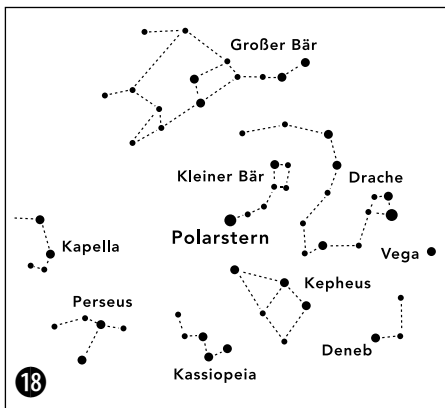 Großer Bär
Kleiner Bär
Drache
Polarstern
Kapella
Vega
Kepheus
Perseus
Kassiopeia
Deneb
18